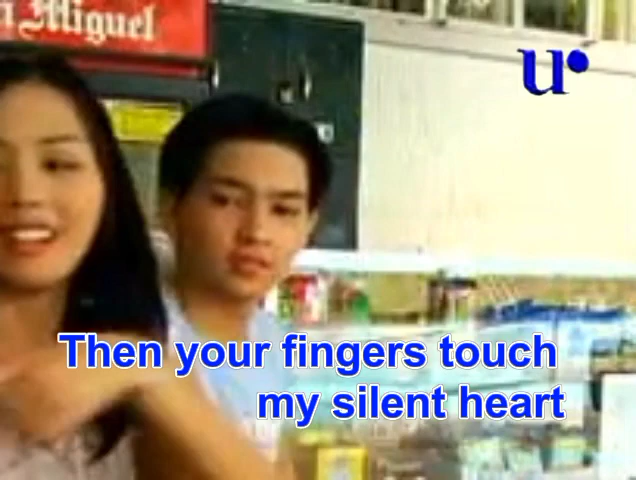 n Miguel
u
Then your fingers touch
my silent heart